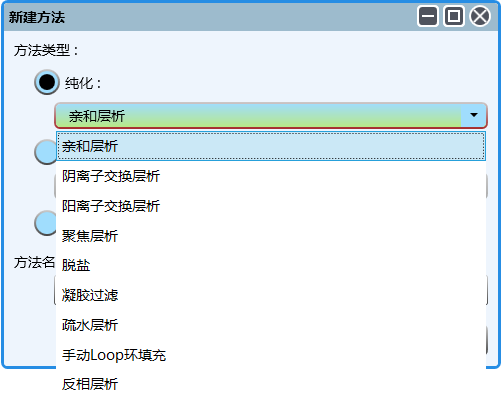 新建方法
方法类型：
纯化：
亲和层析
亲和层析
阴离子交换层析
阳离子交换层析
聚焦层析
脱盐
凝胶过滤
疏水层析
手动Loop环填充
反相层析
方法名